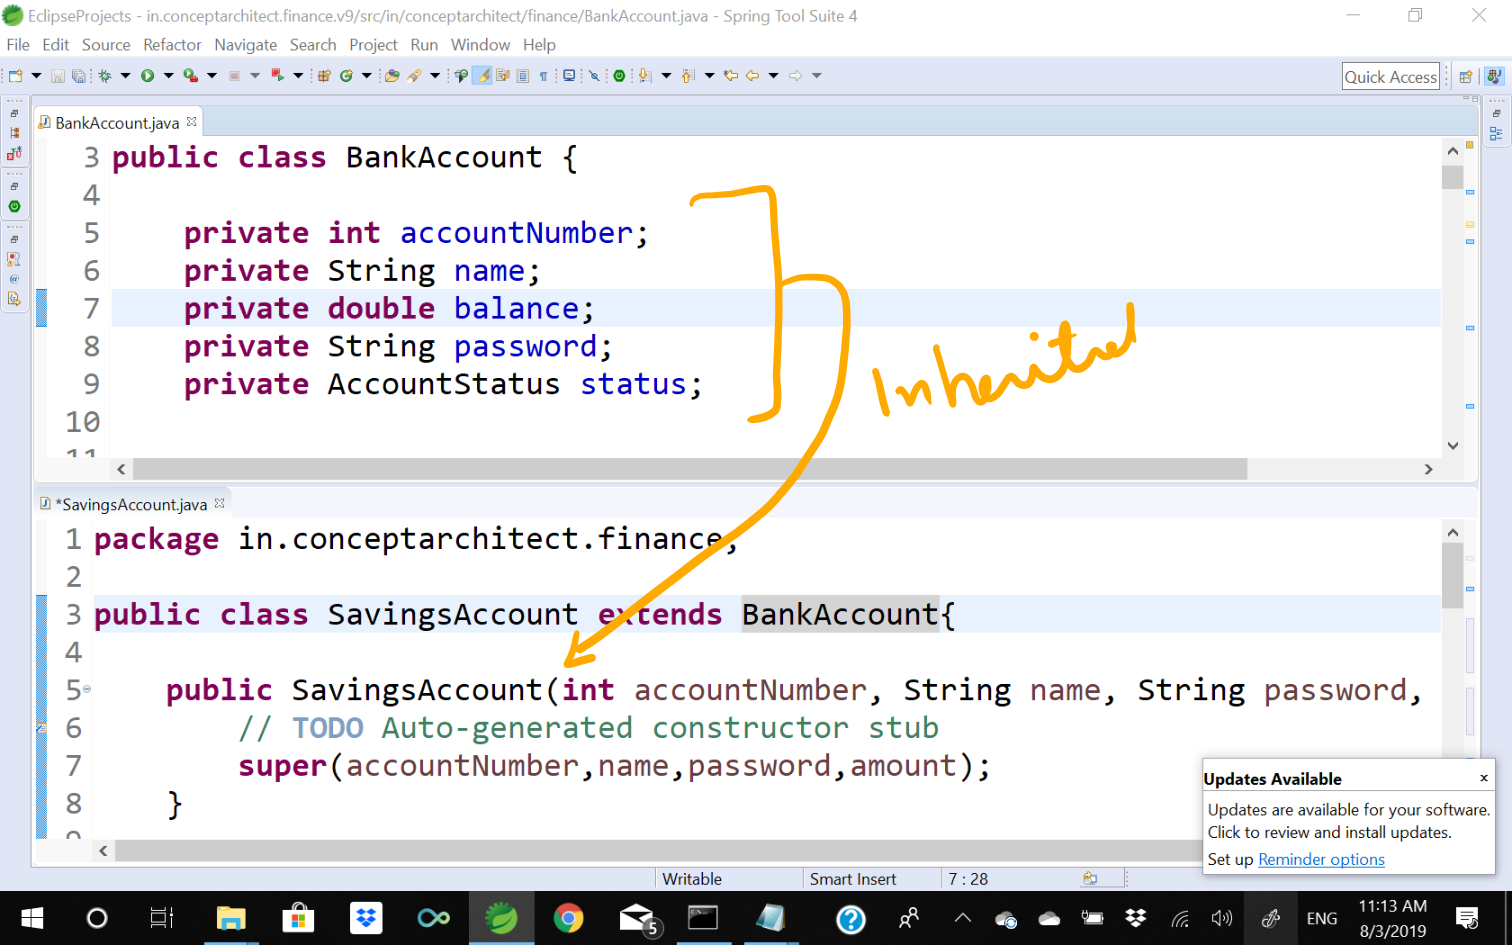 EclipseProjects - in.conceptarchitect.finance.v9/src/in/conceptarchitect/finance/BankAccount.java - Spring Tool Suite 4
File Edit Source Refactor Navigate Search Project Run Window Help
Quick Access
BankAccount.java
3 public class BankAccount {
4
5 private int accountNumber;
6 private String name;
7 private double balance;
8 private String password;
9 private AccountStatus status;
10
11
Inherited
*SavingsAccount.java
1 package in.conceptarchitect.finance;
2
3 public class SavingsAccount extends BankAccount{
4
5 public SavingsAccount(int accountNumber, String name, String password,
6 // TODO Auto-generated constructor stub
7 super(accountNumber,name,password,amount);
8 }
9
Updates Available x
Updates are available for your software.
Click to review and install updates.
Set up Reminder options
Writable Smart Insert 7 : 28
5 ENG 11:13 AM
8/3/2019